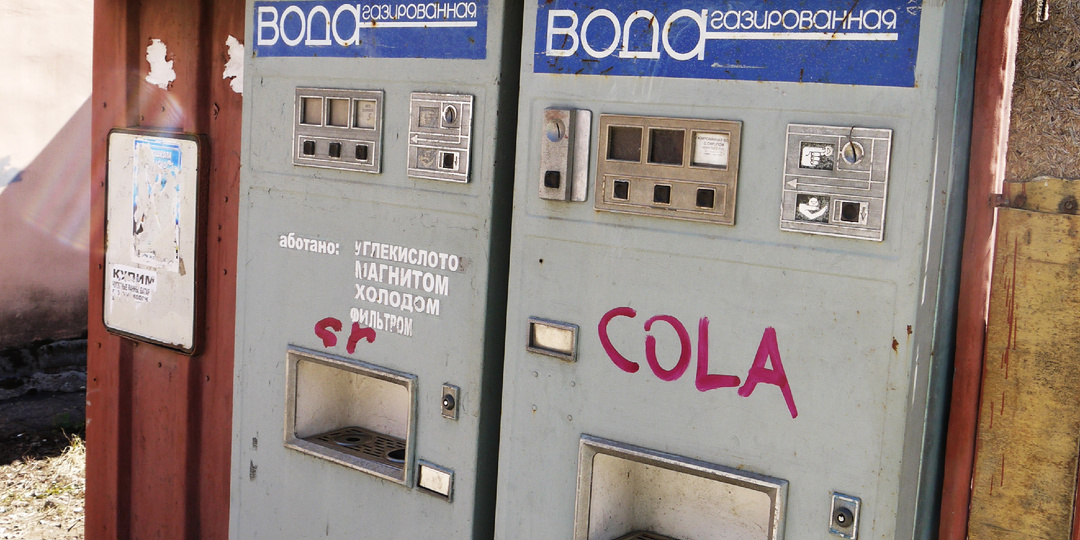 вода газированная
вода газированная
КУПИМ
аботано: УГЛЕКИСЛОТО
МАГНИТОМ
ХОЛОДОМ
ФИЛЬТРОМ
COLA